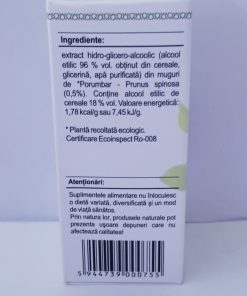 Ingrediente:
extract hidro-glicero-alcoolic (alcool
etilic 96 % vol. obținut din cereale,
glicerină, apă purificată) din muguri
de *Porumbar - Prunus spinosa
(0,5%). Conține alcool etilic de
cereale 18 % vol. Valoare energetică:
1,78 kcal/g sau 7,45 kJ/g.
* Plantă recoltată ecologic.
Certificare Ecoinspect Ro-008
Atenționări:
Suplimentele alimentare nu înlocuiesc
o dietă variată, diversificată și un mod
de viață sănătos.
Prin natura lor, produsele naturale pot
prezenta ușoare depuneri care nu
afectează calitatea!
5 944739 000755